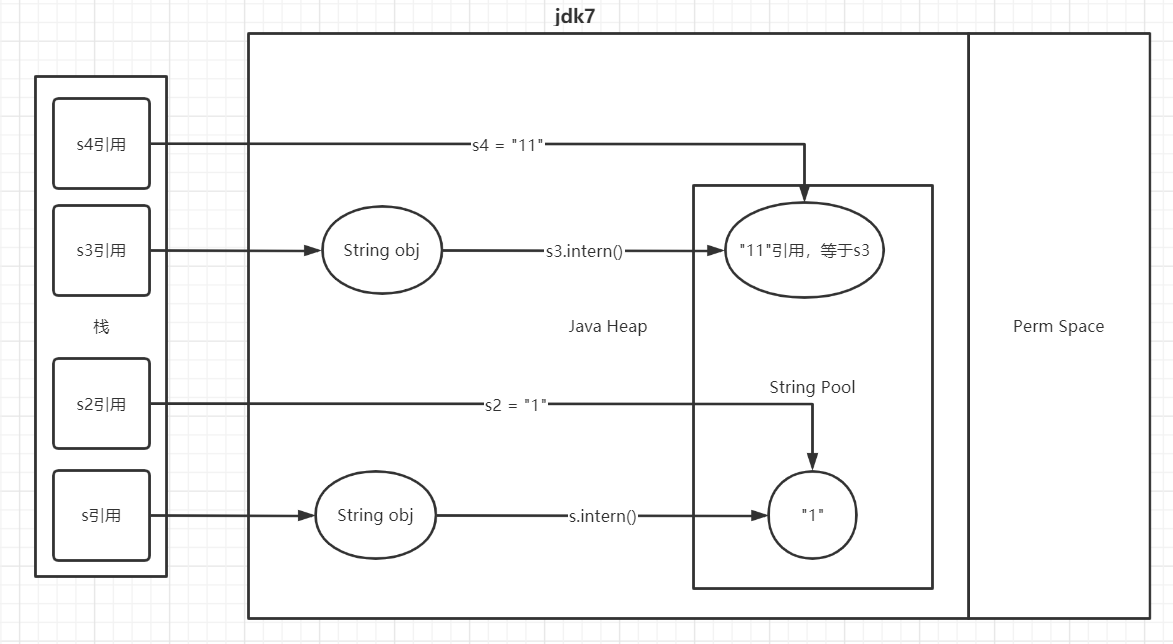 jdk7
s4引用
s4 = "11"
s3引用
String obj
s3.intern()
"11"引用，等于s3
栈
Java Heap
Perm Space
String Pool
s2引用
s2 = "1"
s引用
String obj
s.intern()
"1"